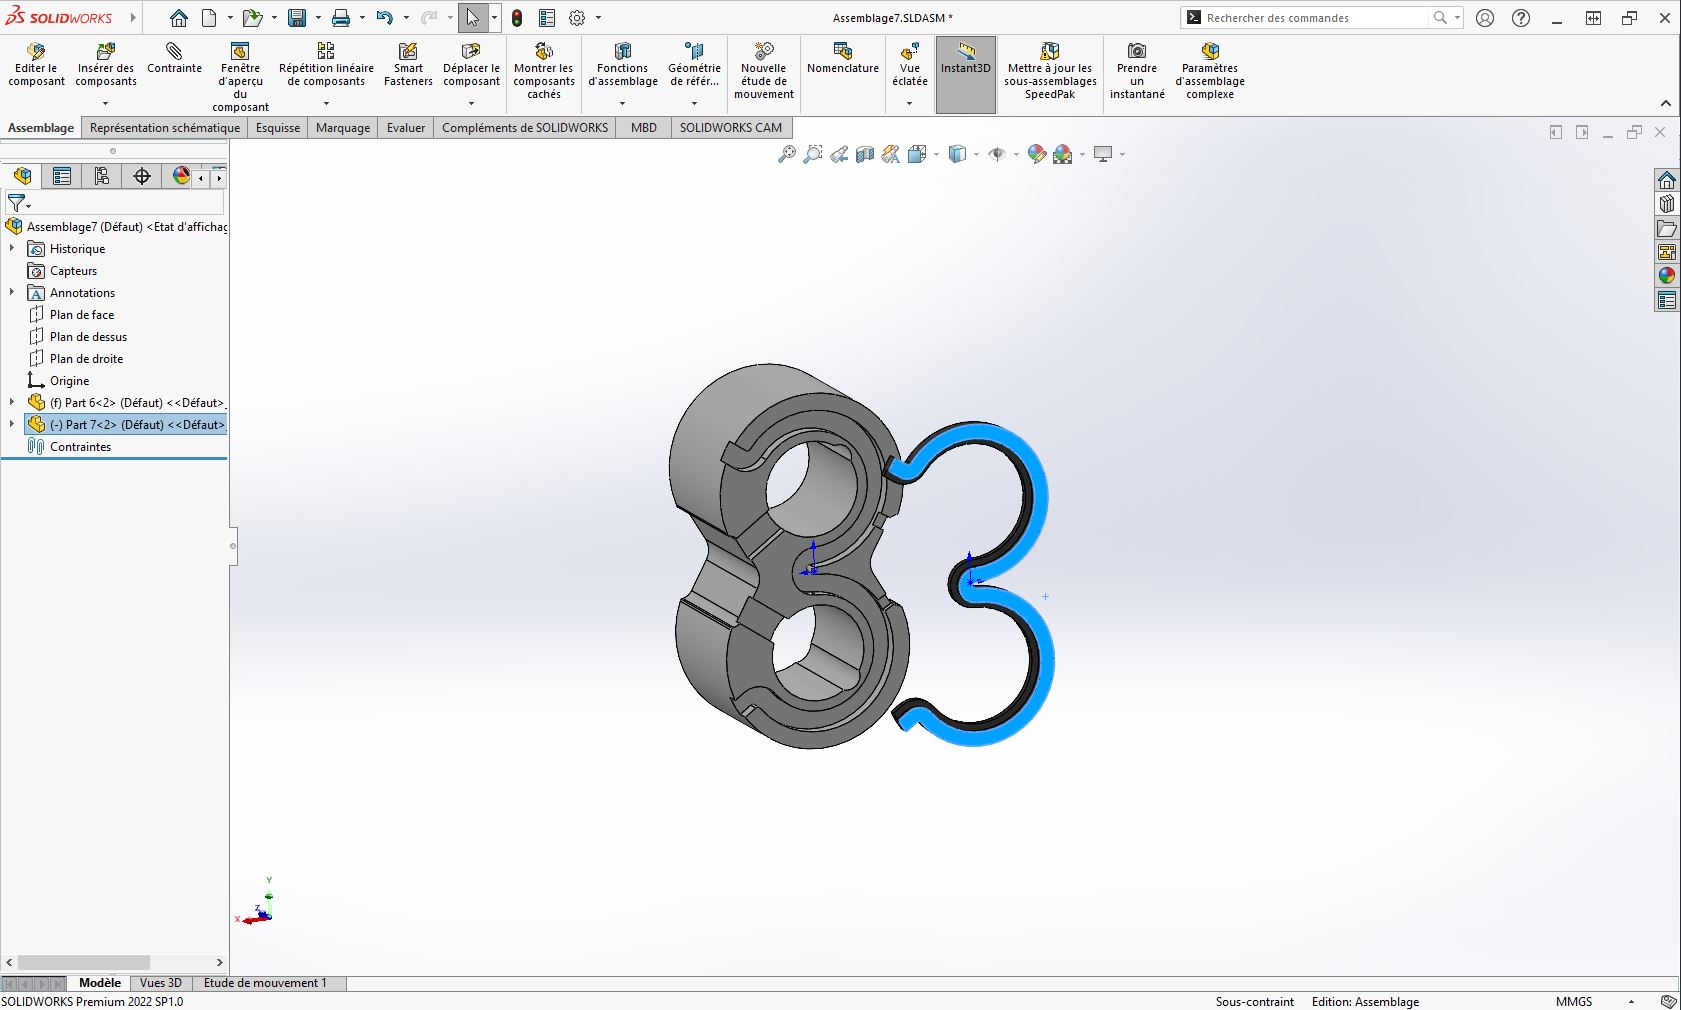 SOLIDWORKS
Assemblage7.SLDASM *
Rechercher des commandes
Editer le composant
Insérer des composants
Contrainte
Fenêtre d'aperçu du composant
Répétition linéaire de composants
Smart Fasteners
Déplacer le composant
Montrer les composants cachés
Fonctions d'assemblage
Géométrie de référ...
Nouvelle étude de mouvement
Nomenclature
Vue éclatée
Instant3D
Mettre à jour les sous-assemblages SpeedPak
Prendre un instantané
Paramètres d'assemblage complexe
Assemblage
Représentation schématique
Esquisse
Marquage
Evaluer
Compléments de SOLIDWORKS
MBD
SOLIDWORKS CAM
Assemblage7 (Défaut) <Etat d'affichag
Historique
Capteurs
Annotations
Plan de face
Plan de dessus
Plan de droite
Origine
(f) Part 6<2> (Défaut) <<Défaut>
(-) Part 7<2> (Défaut) <<Défaut>
Contraintes
Y
Z
X
Modèle
Vues 3D
Etude de mouvement 1
SOLIDWORKS Premium 2022 SP1.0
Sous-contraint
Edition: Assemblage
MMGS